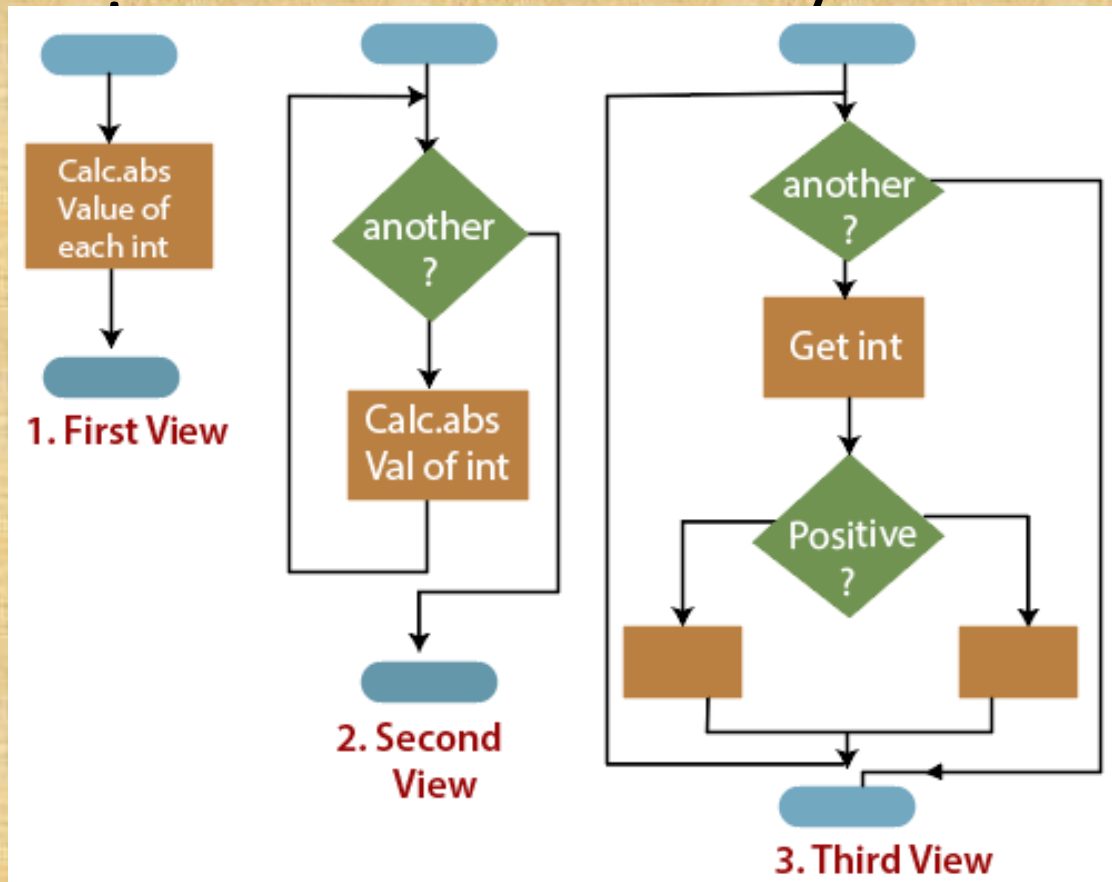 Calc.abs
Value of
each int
1. First View
another
?
Calc.abs
Val of int
2. Second
View
another
?
Get int
Positive
?
3. Third View